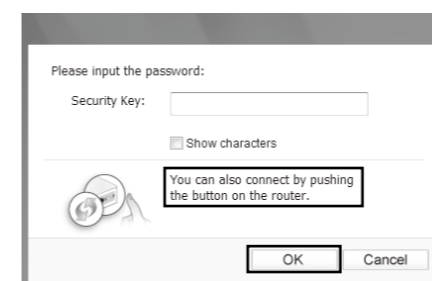 Please input the password:
Security Key:
Show characters
You can also connect by pushing
the button on the router.
OK Cancel